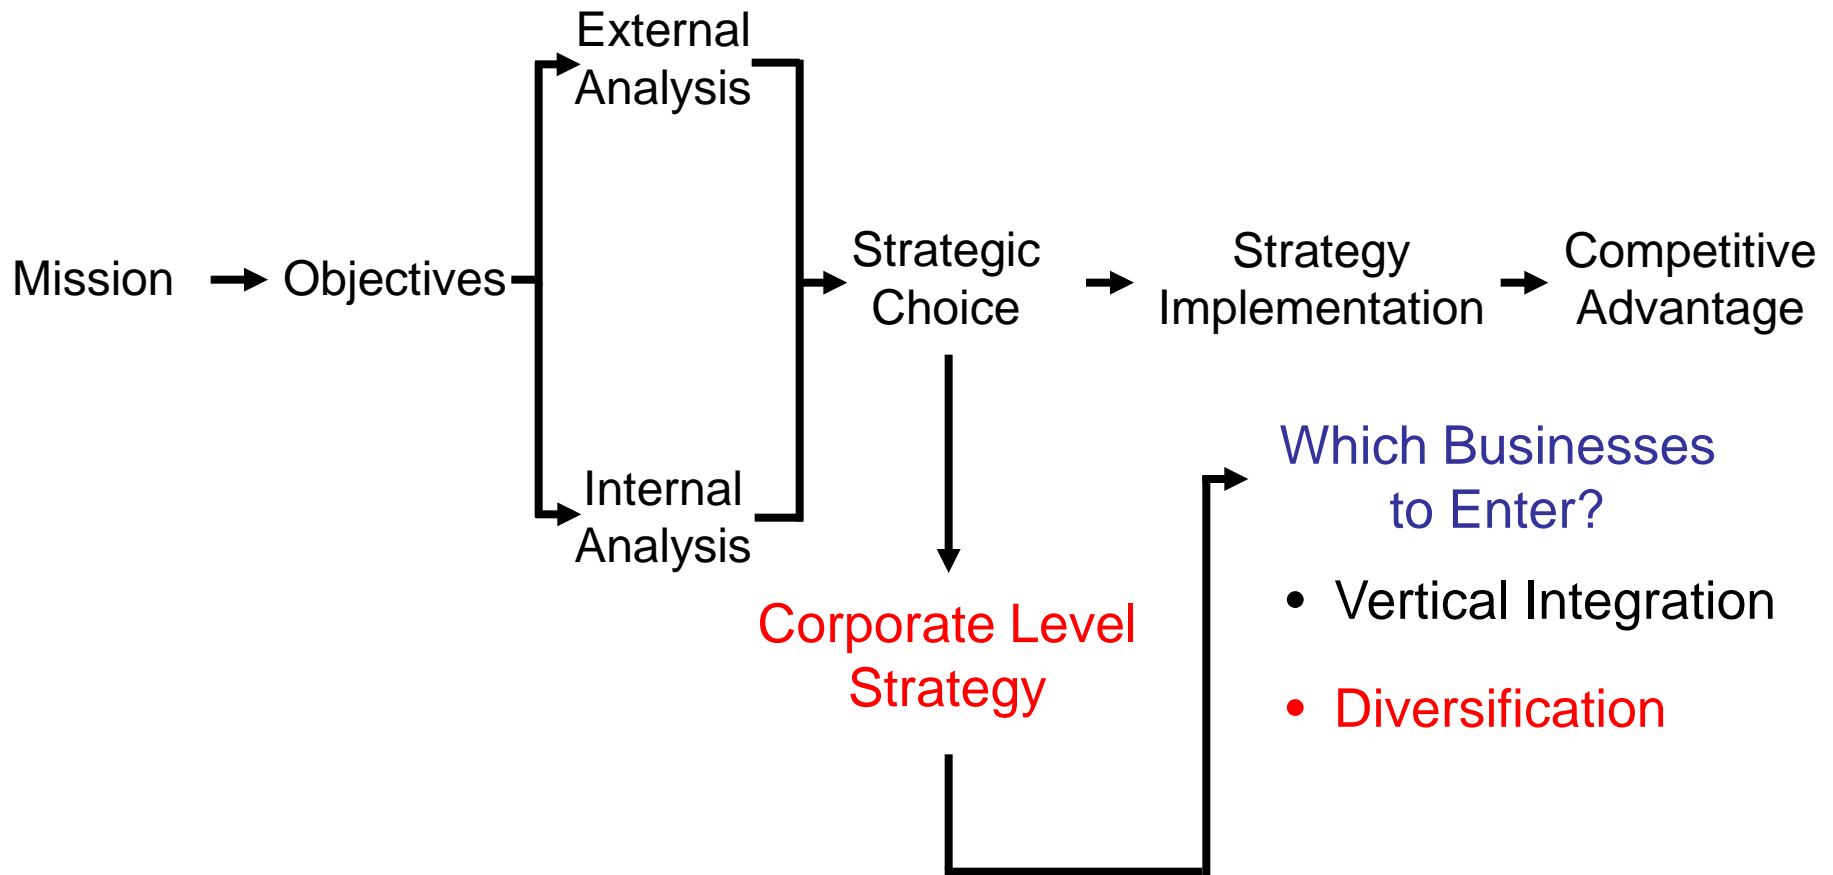 External
Analysis
Mission
Objectives
Strategic
Choice
Strategy
Implementation
Competitive
Advantage
Internal
Analysis
Corporate Level
Strategy
Which Businesses
to Enter?
• Vertical Integration
• Diversification